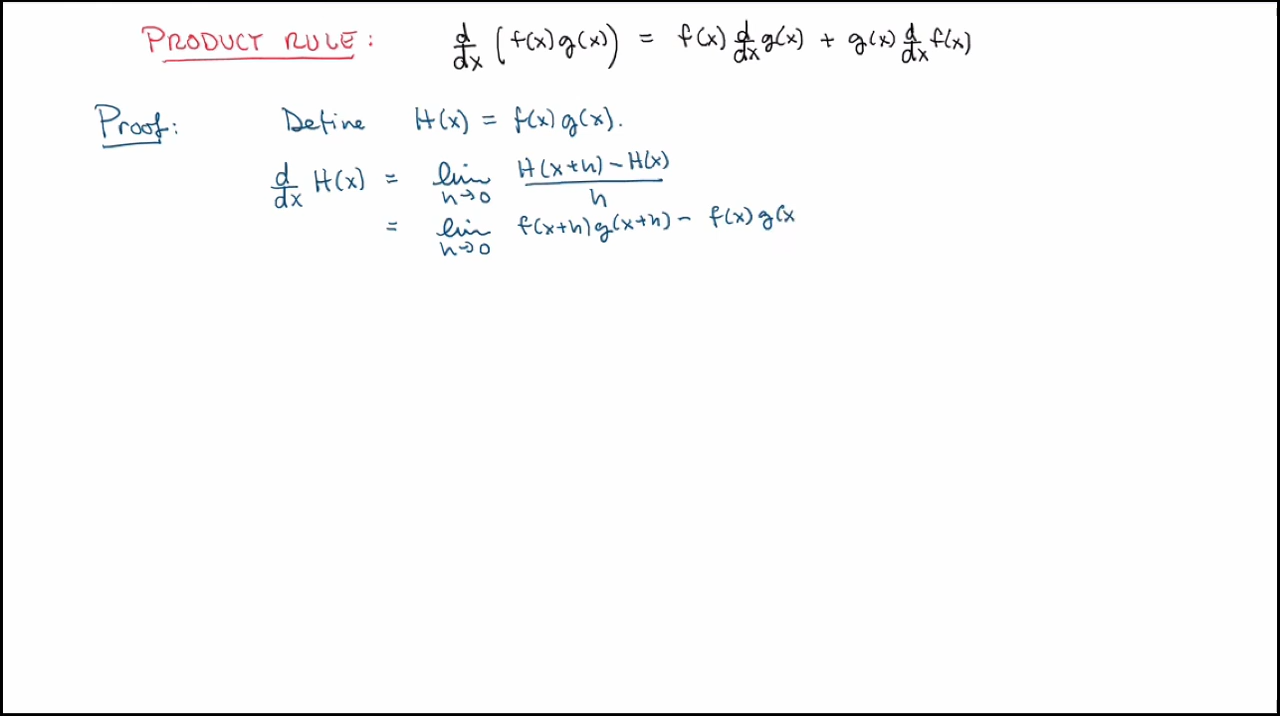 PRODUCT RULE: d/dx (f(x)g(x)) = f(x) d/dx g(x) + g(x) d/dx f(x)
Proof: Define H(x) = f(x)g(x).
d/dx H(x) = lim h→0 H(x+h) – H(x) / h
= lim h→0 f(x+h)g(x+h) – f(x)g(x